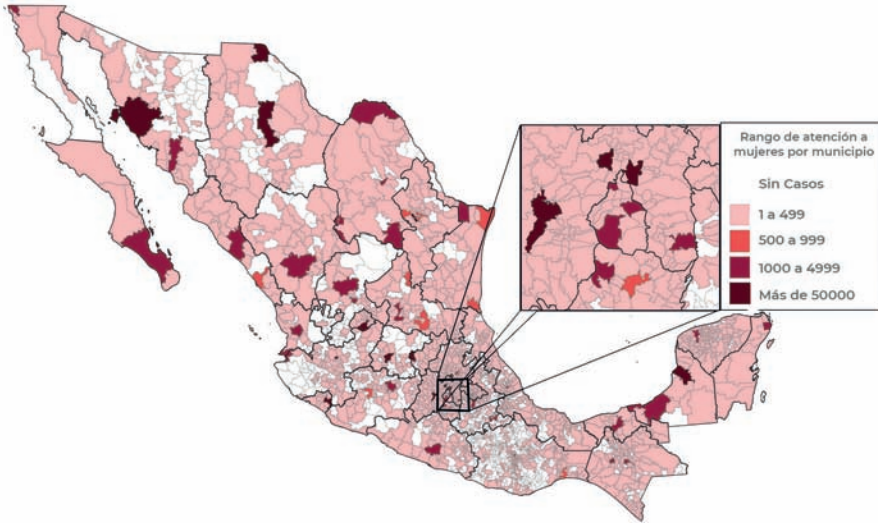 Rango de atención a
mujeres por municipio
Sin Casos
1 a 499
500 a 999
1000 a 4999
Más de 50000